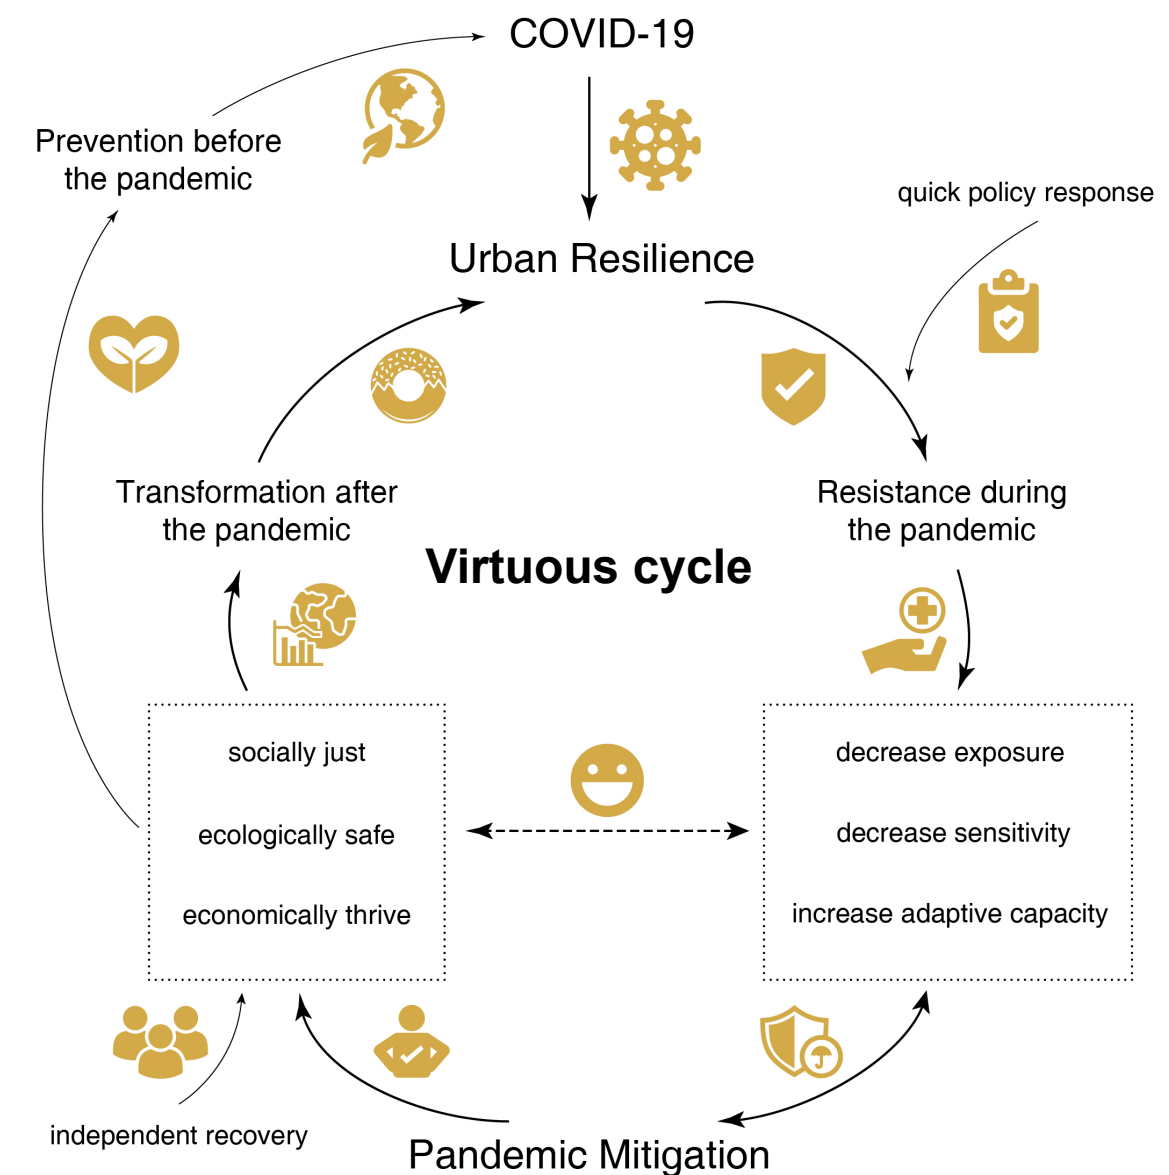 COVID-19
Prevention before
the pandemic
quick policy response
Urban Resilience
Transformation after
the pandemic
Resistance during
the pandemic
Virtuous cycle
socially just
ecologically safe
economically thrive
decrease exposure
decrease sensitivity
increase adaptive capacity
independent recovery
Pandemic Mitigation